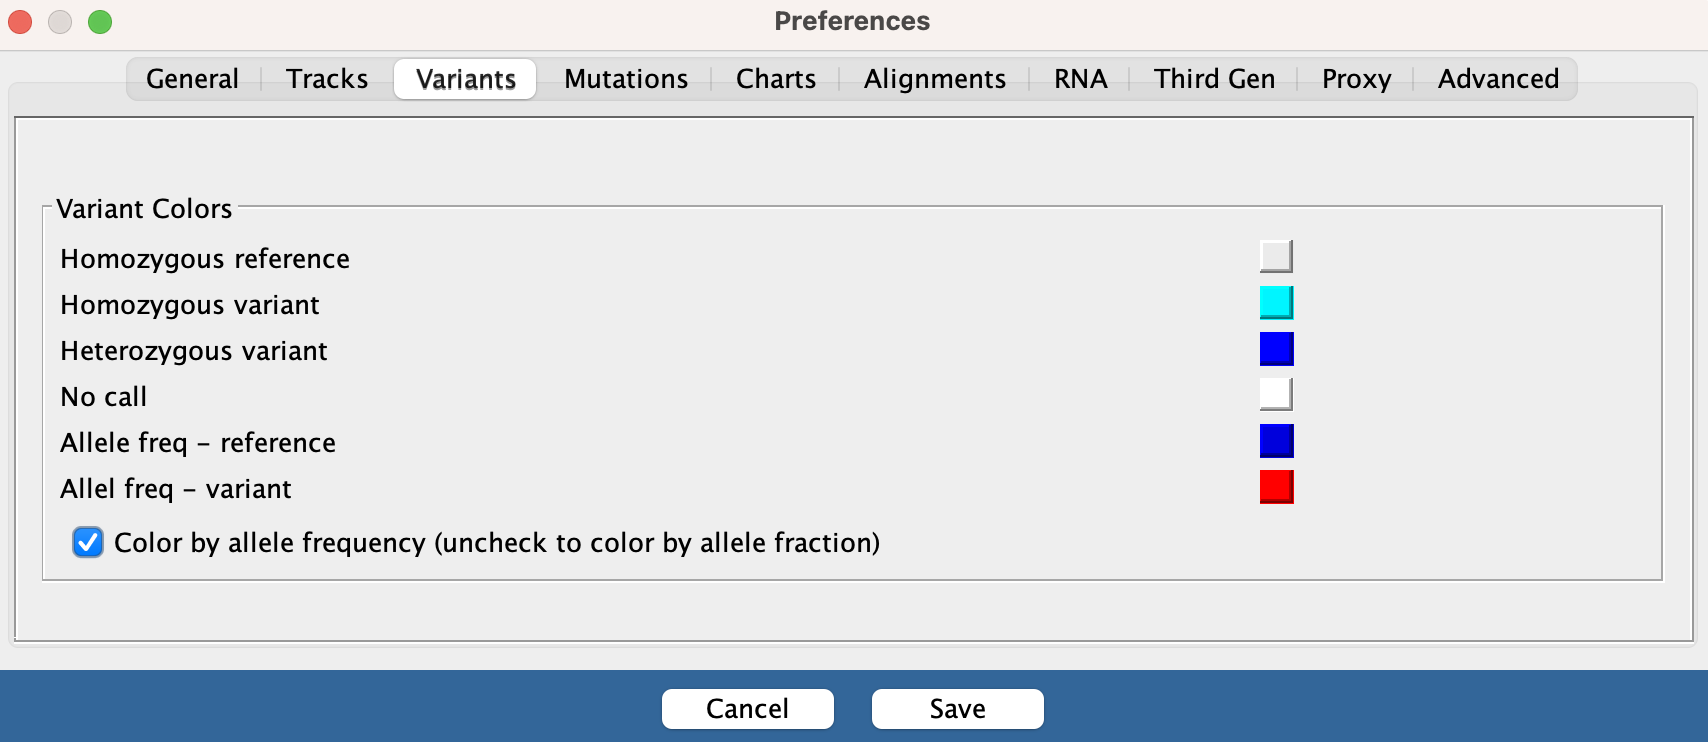 Preferences
General Tracks Variants Mutations Charts Alignments RNA Third Gen Proxy Advanced
Variant Colors
Homozygous reference
Homozygous variant
Heterozygous variant
No call
Allele freq – reference
Allel freq – variant
Color by allele frequency (uncheck to color by allele fraction)
Cancel Save